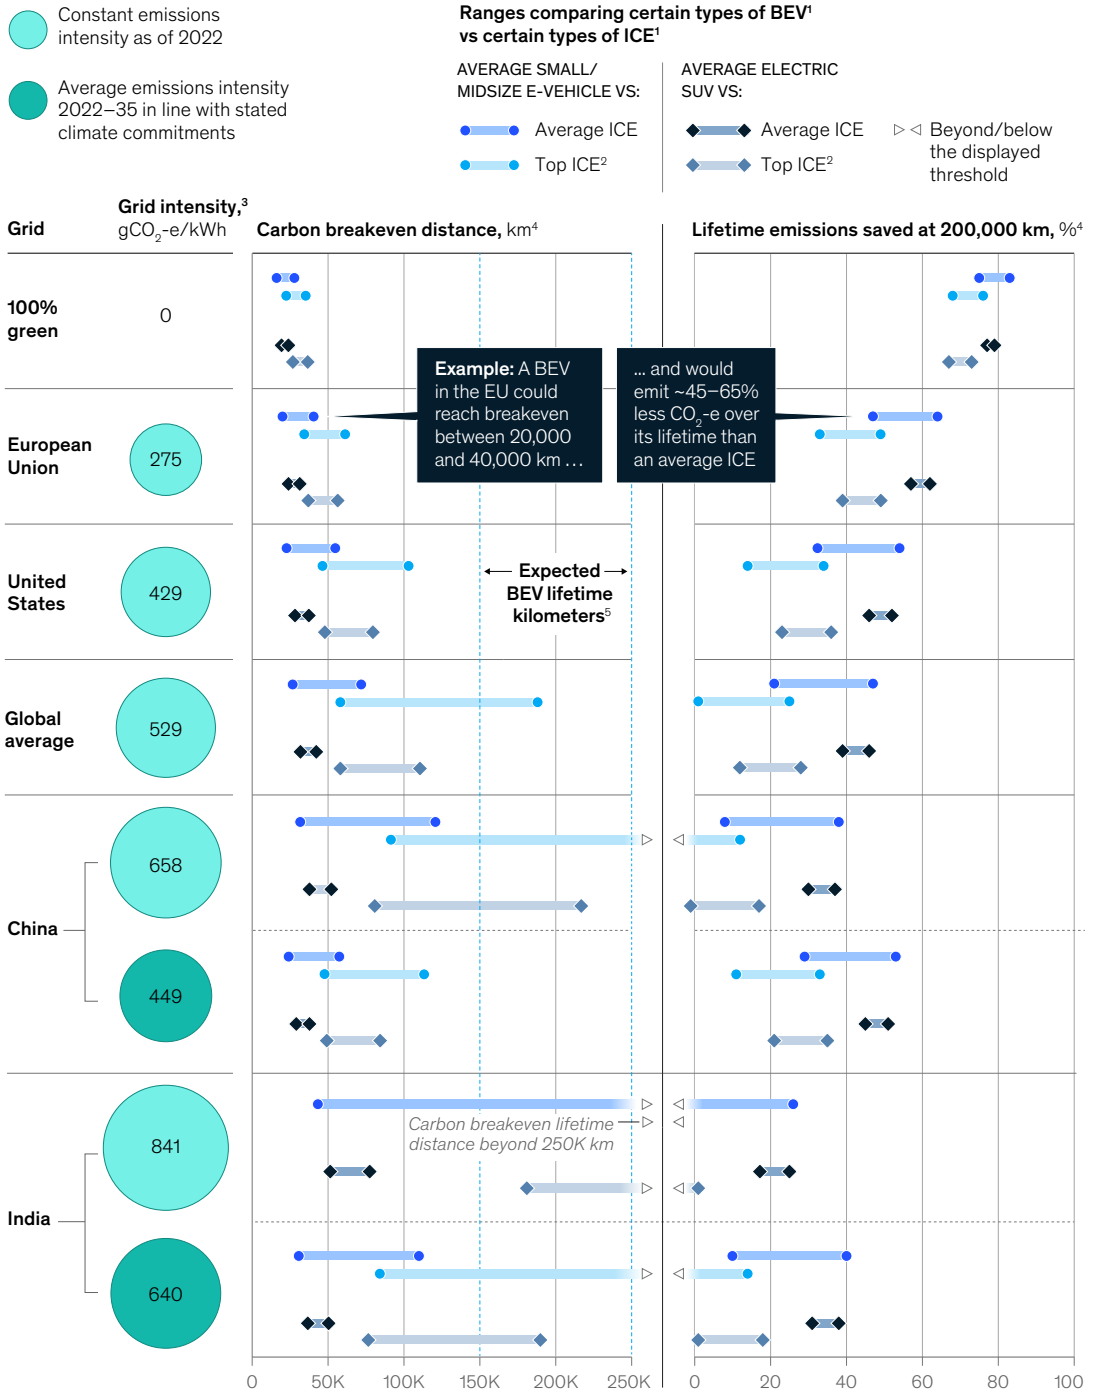 Constant emissions
intensity as of 2022
Average emissions intensity
2022–35 in line with stated
climate commitments
Ranges comparing certain types of BEV¹
vs certain types of ICE¹
AVERAGE SMALL/
MIDSIZE E-VEHICLE VS:
Average ICE
Top ICE²
AVERAGE ELECTRIC
SUV VS:
Average ICE
Top ICE²
Beyond/below
the displayed
threshold
Grid
Grid intensity,³
gCO₂-e/kWh
Carbon breakeven distance, km⁴
Lifetime emissions saved at 200,000 km, %⁴
100%
green
0
Example: A BEV
in the EU could
reach breakeven
between 20,000
and 40,000 km ...
... and would
emit ~45–65%
less CO₂-e over
its lifetime than
an average ICE
European
Union
275
United
States
429
Expected
BEV lifetime
kilometers⁵
Global
average
529
China
658
449
India
841
Carbon breakeven lifetime
distance beyond 250K km
640
0 50K 100K 150K 200K 250K
0 20 40 60 80 100